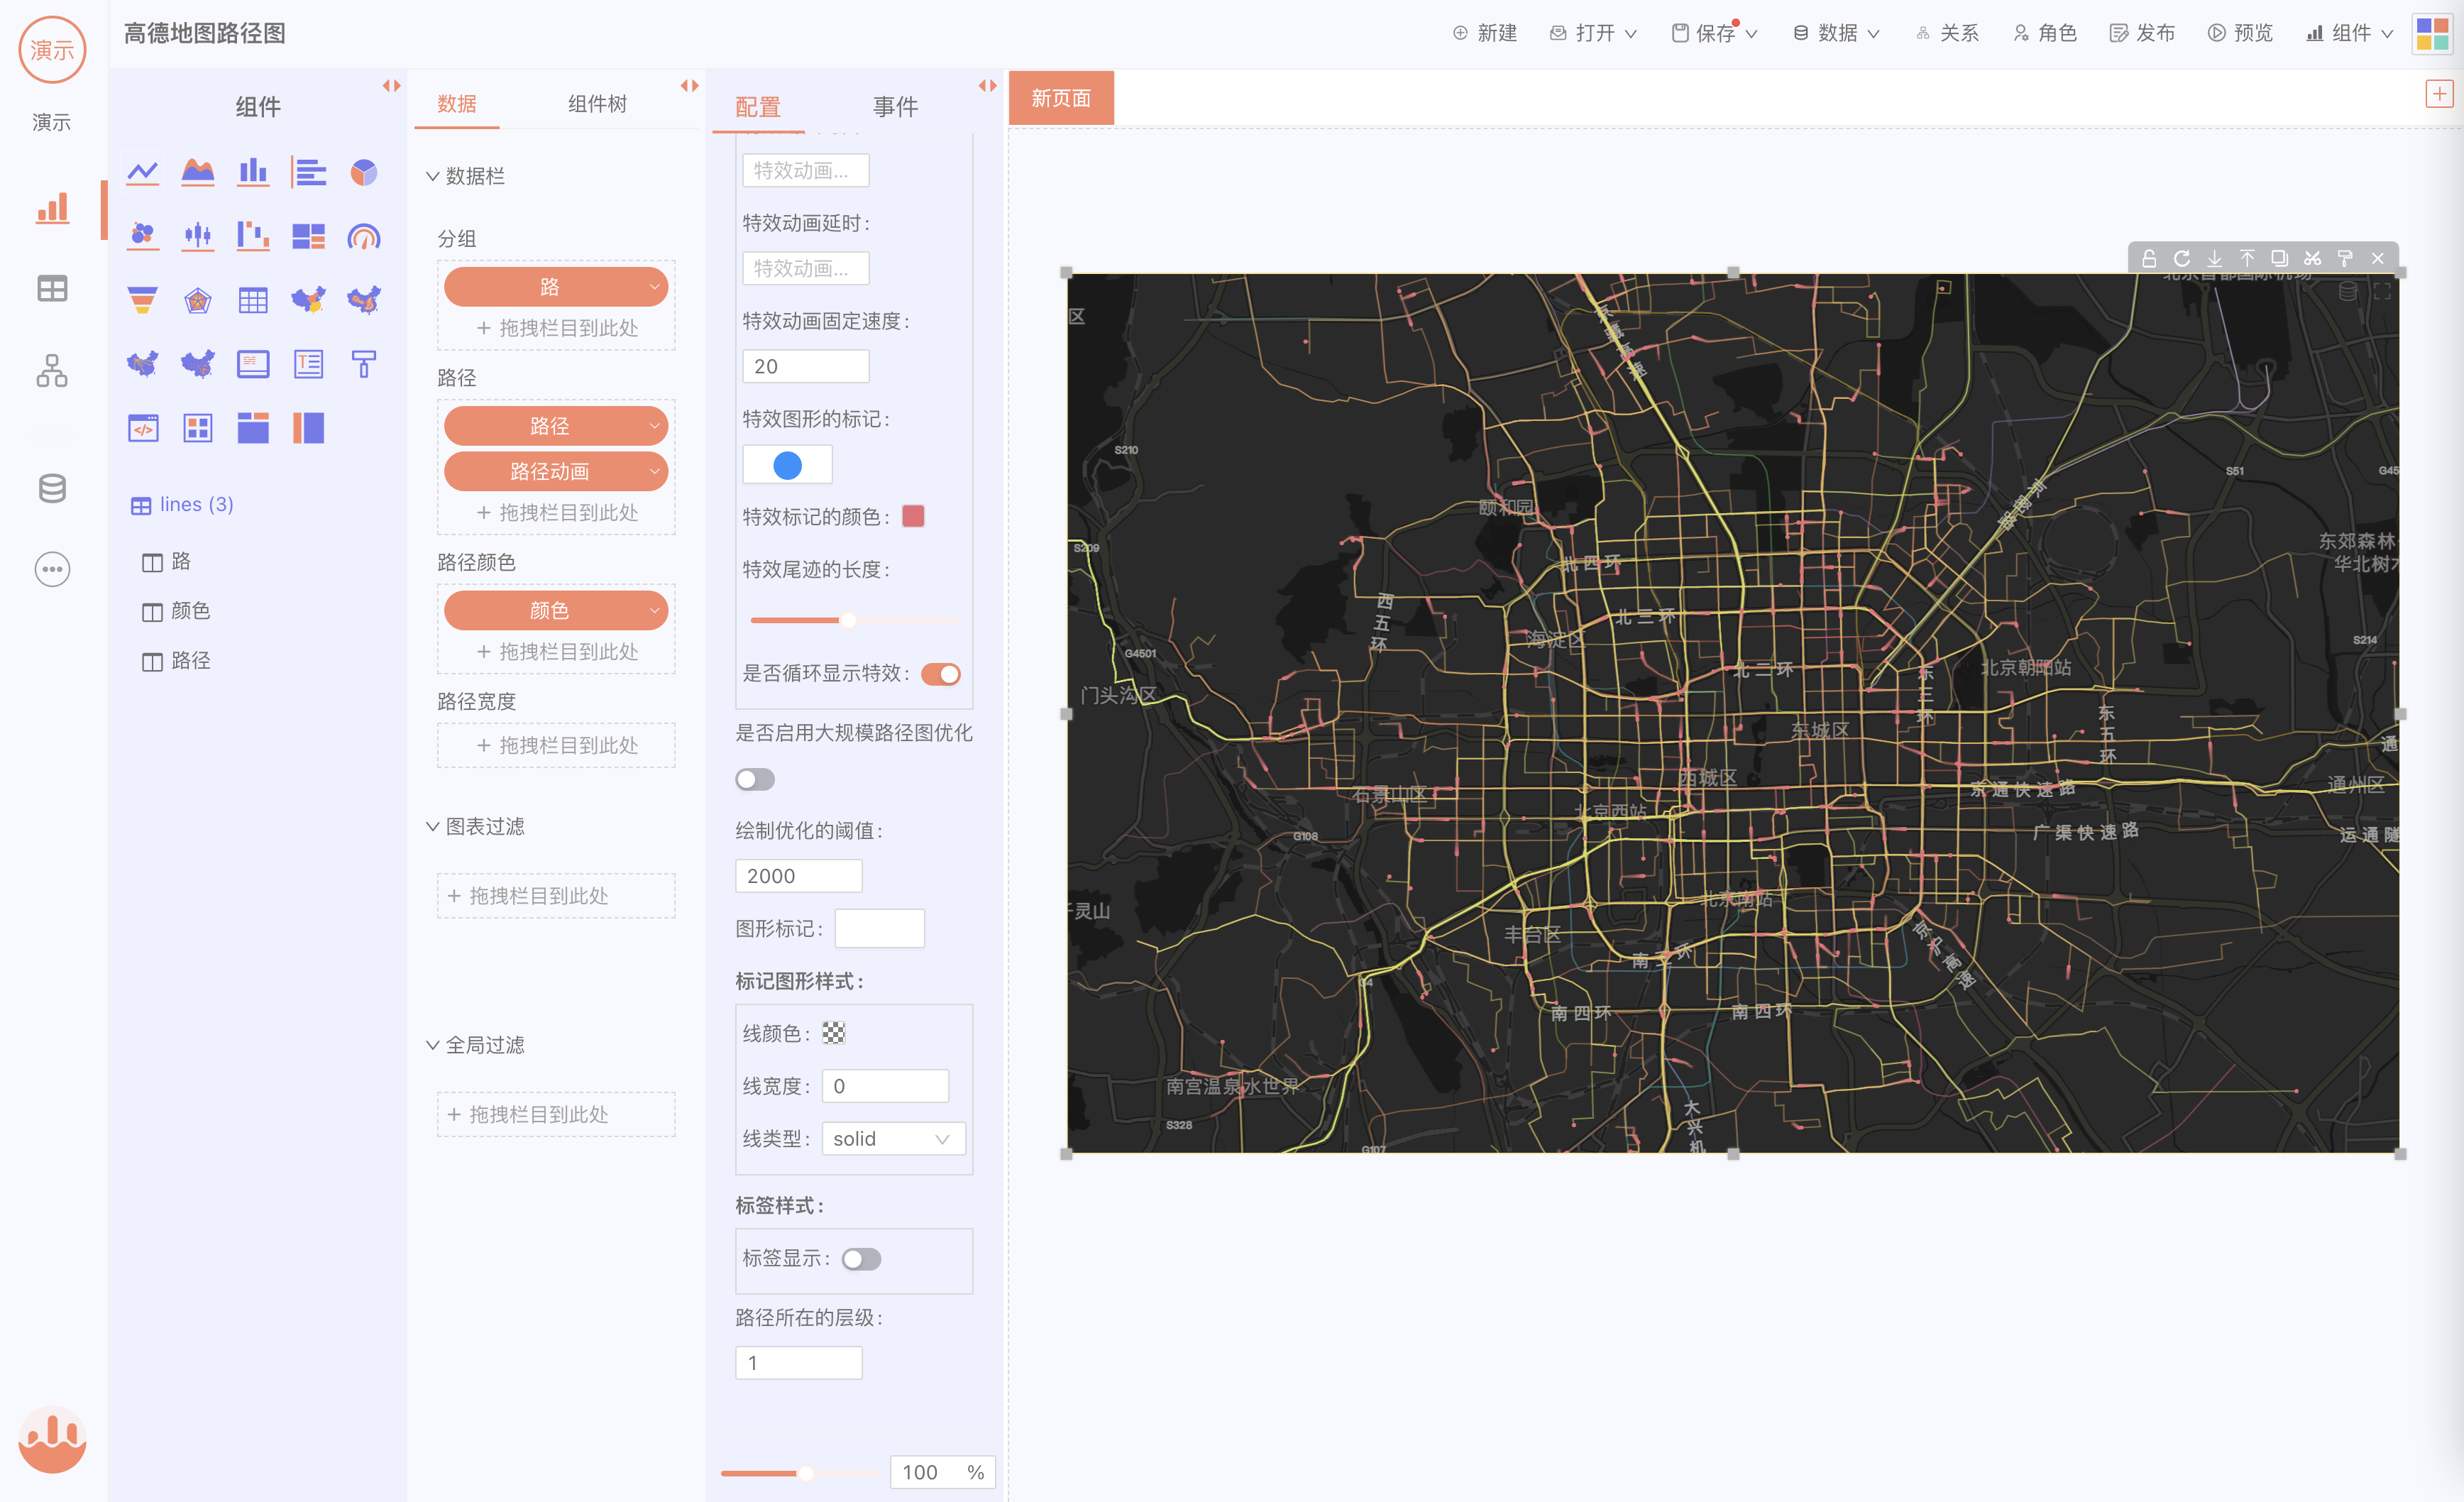 演示
高德地图路径图
新建
打开
保存
数据
关系
角色
发布
预览
组件
演示
组件
lines (3)
路
颜色
路径
数据
组件树
数据栏
分组
路
+ 拖拽栏目到此处
路径
路径
路径动画
+ 拖拽栏目到此处
路径颜色
颜色
+ 拖拽栏目到此处
路径宽度
+ 拖拽栏目到此处
图表过滤
+ 拖拽栏目到此处
全局过滤
+ 拖拽栏目到此处
配置
事件
特效动画...
特效动画延时:
特效动画...
特效动画固定速度:
20
特效图形的标记:
特效标记的颜色:
特效尾迹的长度:
是否循环显示特效:
是否启用大规模路径图优化
绘制优化的阈值:
2000
图形标记:
标记图形样式:
线颜色:
线宽度: 0
线类型: solid
标签样式:
标签显示:
路径所在的层级:
1
100 %
新页面
区
S210
S51
G45
颐和园
S209
北四环
东郊森林
西五环
北三环
海淀区
S214
G4501
北二环
北京朝阳站
门头沟区
东三环
东五环
东城区
通
西城区
石景山区
京通快速路
通州区
北京西站
G108
广渠快速路
运通隧
北京南站
灵山
丰台区
南三环
京沪高速
G4
南四环
南四环
南宫温泉水世界
大兴机
S328
G107